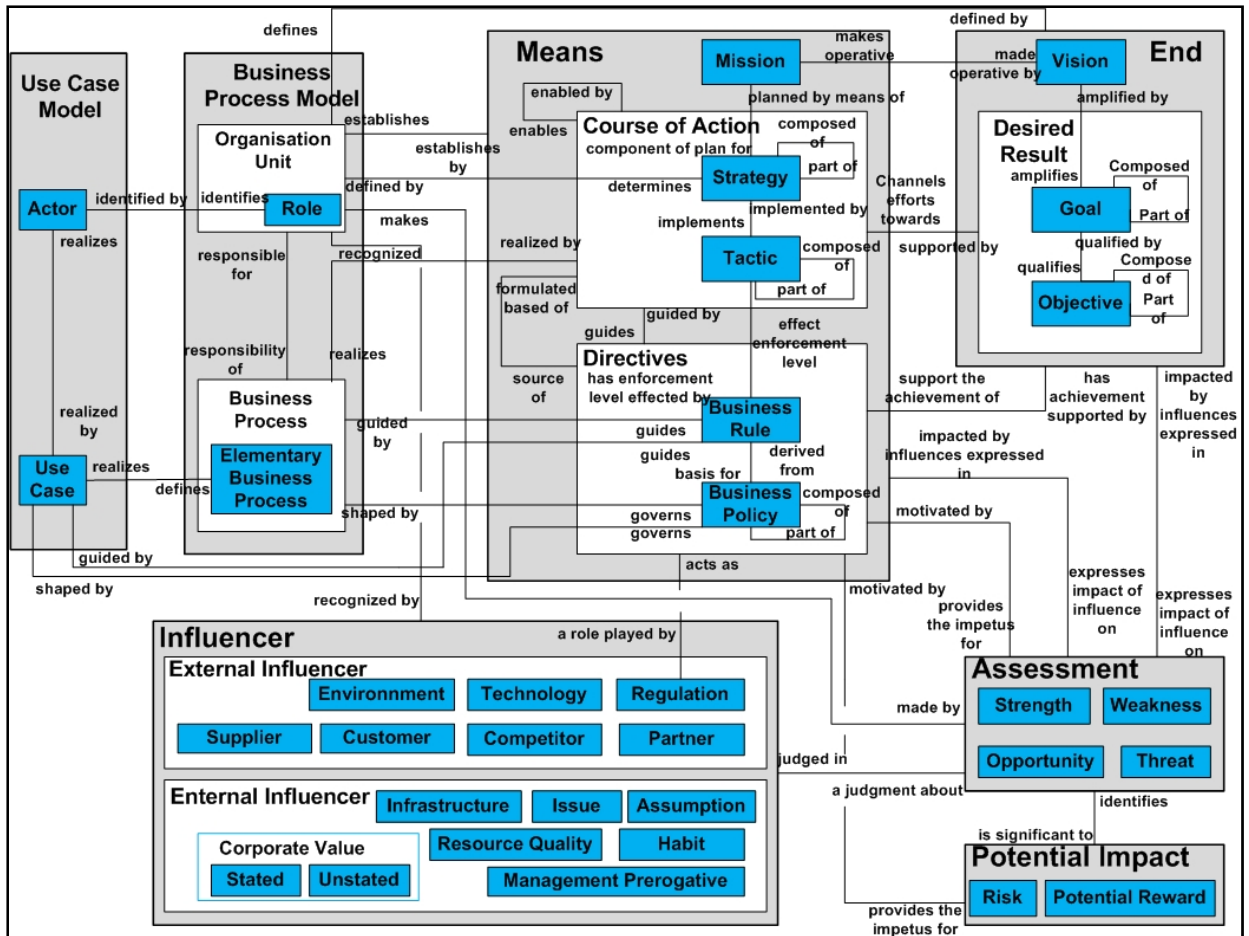 defines
defined by
Use Case
Model
Actor
identified by
realizes
realized
by
Use
Case
realizes
defines
guided by
shaped by
Business
Process Model
Organisation
Unit
identifies
Role
responsible
for
responsibility
of
Business
Process
Elementary
Business
Process
establishes
establishes
by
defined by
makes
recognized
realizes
guided
by
shaped by
recognized by
Means
Mission
makes
operative
enabled by
enables
planned by means of
Course of Action
component of plan for
composed
of
part of
Strategy
determines
implemented by
implements
Tactic
composed
of
part of
realized by
formulated
based of
source
of
guides
guided by
effect
enforcement
level
Directives
has enforcement
level effected by
Business
Rule
guides
guides
derived
from
basis for
Business
Policy
composed
of
part of
governs
governs
acts as
End
made
operative by
Vision
amplified by
Desired
Result
amplifies
Composed
of
Goal
Part of
qualified by
qualifies
Compose
d of
Objective
Part
of
Channels
efforts
towards
supported by
support the
achievement of
has
achievement
supported by
impacted
by
influences
expressed
in
impacted by
influences expressed
in
motivated by
motivated by
provides
the impetus
for
expresses
impact of
influence
on
expresses
impact of
influence
on
Influencer
a role played by
External Influencer
Environnment
Technology
Regulation
Supplier
Customer
Competitor
Partner
Enternal Influencer
Infrastructure
Issue
Assumption
Corporate Value
Resource Quality
Habit
Stated
Unstated
Management Prerogative
Assessment
Strength
Weakness
Opportunity
Threat
made by
judged in
a judgment about
identifies
is significant to
Potential Impact
Risk
Potential Reward
provides the
impetus for